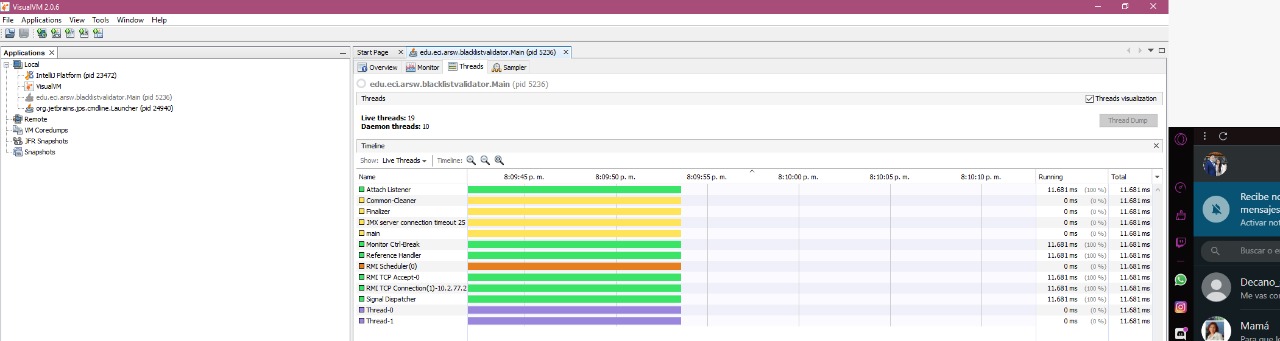 VisualVM 2.0.6
File Applications View Tools Window Help
Applications
Local
IntelliJ Platform (pid 23472)
VisualVM
edu.eci.arsw.blacklistvalidator.Main (pid 5236)
org.jetbrains.jps.cmdline.Launcher (pid 24940)
Remote
VM Coredumps
JFR Snapshots
Snapshots
Start Page
edu.eci.arsw.blacklistvalidator.Main (pid 5236)
Overview Monitor Threads Sampler
edu.eci.arsw.blacklistvalidator.Main (pid 5236)
Threads Threads visualization
Live threads: 19
Daemon threads: 10
Thread Dump
Timeline
Show: Live Threads Timeline:
Name 8:09:45 p. m. 8:09:50 p. m. 8:09:55 p. m. 8:10:00 p. m. 8:10:05 p. m. 8:10:10 p. m. Running Total
Attach Listener 11.681 ms (100 %) 11.681 ms
Common-Cleaner 0 ms (0 %) 11.681 ms
Finalizer 0 ms (0 %) 11.681 ms
JMX server connection timeout 25 0 ms (0 %) 11.681 ms
main 0 ms (0 %) 11.681 ms
Monitor Ctrl-Break 11.681 ms (100 %) 11.681 ms
Reference Handler 11.681 ms (100 %) 11.681 ms
RMI Scheduler(0) 0 ms (0 %) 11.681 ms
RMI TCP Accept-0 11.681 ms (100 %) 11.681 ms
RMI TCP Connection(1)-10.2.77.2 11.681 ms (100 %) 11.681 ms
Signal Dispatcher 11.681 ms (100 %) 11.681 ms
Thread-0 0 ms (0 %) 11.681 ms
Thread-1 0 ms (0 %) 11.681 ms
Recibe no
mensajes
Activar not
Buscar o e
Decano_
Me vas co
Mamá
Para que l